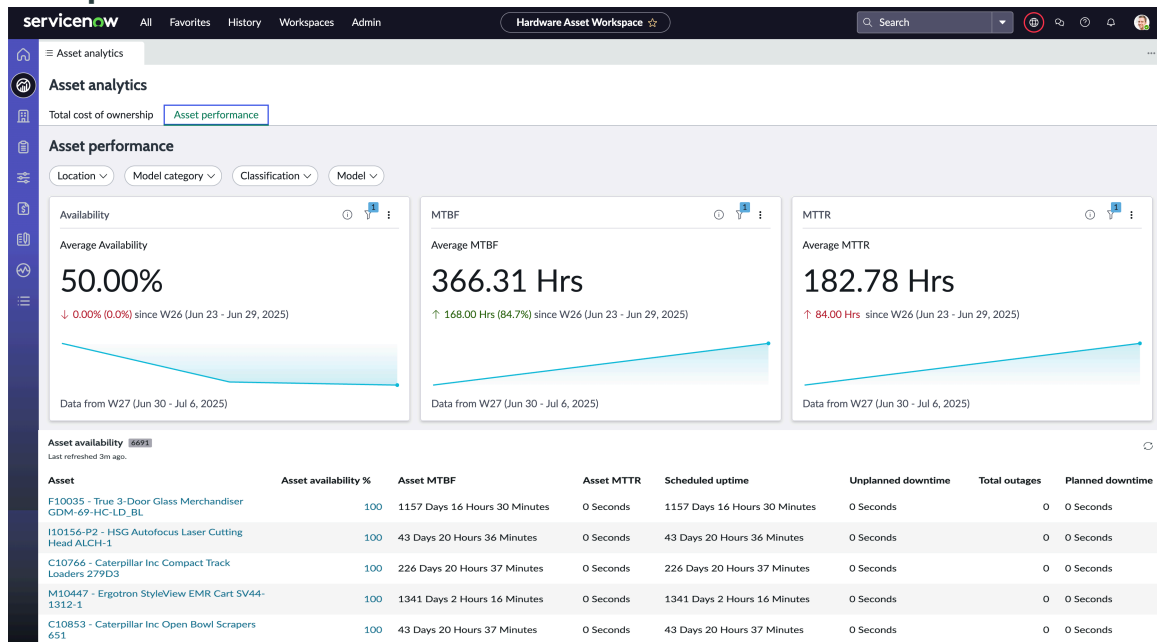 servicenow All Favorites History Workspaces Admin Hardware Asset Workspace Search
Asset analytics
Asset analytics
Total cost of ownership Asset performance
Asset performance
Location Model category Classification Model
Availability 1
Average Availability
50.00%
↓ 0.00% (0.0%) since W26 (Jun 23 - Jun 29, 2025)
Data from W27 (Jun 30 - Jul 6, 2025)
MTBF 1
Average MTBF
366.31 Hrs
↑ 168.00 Hrs (84.7%) since W26 (Jun 23 - Jun 29, 2025)
Data from W27 (Jun 30 - Jul 6, 2025)
MTTR 1
Average MTTR
182.78 Hrs
↑ 84.00 Hrs since W26 (Jun 23 - Jun 29, 2025)
Data from W27 (Jun 30 - Jul 6, 2025)
Asset availability 6691
Last refreshed 3m ago.
Asset Asset availability % Asset MTBF Asset MTTR Scheduled uptime Unplanned downtime Total outages Planned downtime
F10035 - True 3-Door Glass Merchandiser
GDM-69-HC-LD_BL 100 1157 Days 16 Hours 30 Minutes 0 Seconds 1157 Days 16 Hours 30 Minutes 0 Seconds 0 0 Seconds
I10156-P2 - HSG Autofocus Laser Cutting
Head ALCH-1 100 43 Days 20 Hours 36 Minutes 0 Seconds 43 Days 20 Hours 36 Minutes 0 Seconds 0 0 Seconds
C10766 - Caterpillar Inc Compact Track
Loaders 279D3 100 226 Days 20 Hours 37 Minutes 0 Seconds 226 Days 20 Hours 37 Minutes 0 Seconds 0 0 Seconds
M10447 - Ergotron StyleView EMR Cart SV44-
1312-1 100 1341 Days 2 Hours 16 Minutes 0 Seconds 1341 Days 2 Hours 16 Minutes 0 Seconds 0 0 Seconds
C10853 - Caterpillar Inc Open Bowl Scrapers
651 100 43 Days 20 Hours 37 Minutes 0 Seconds 43 Days 20 Hours 37 Minutes 0 Seconds 0 0 Seconds